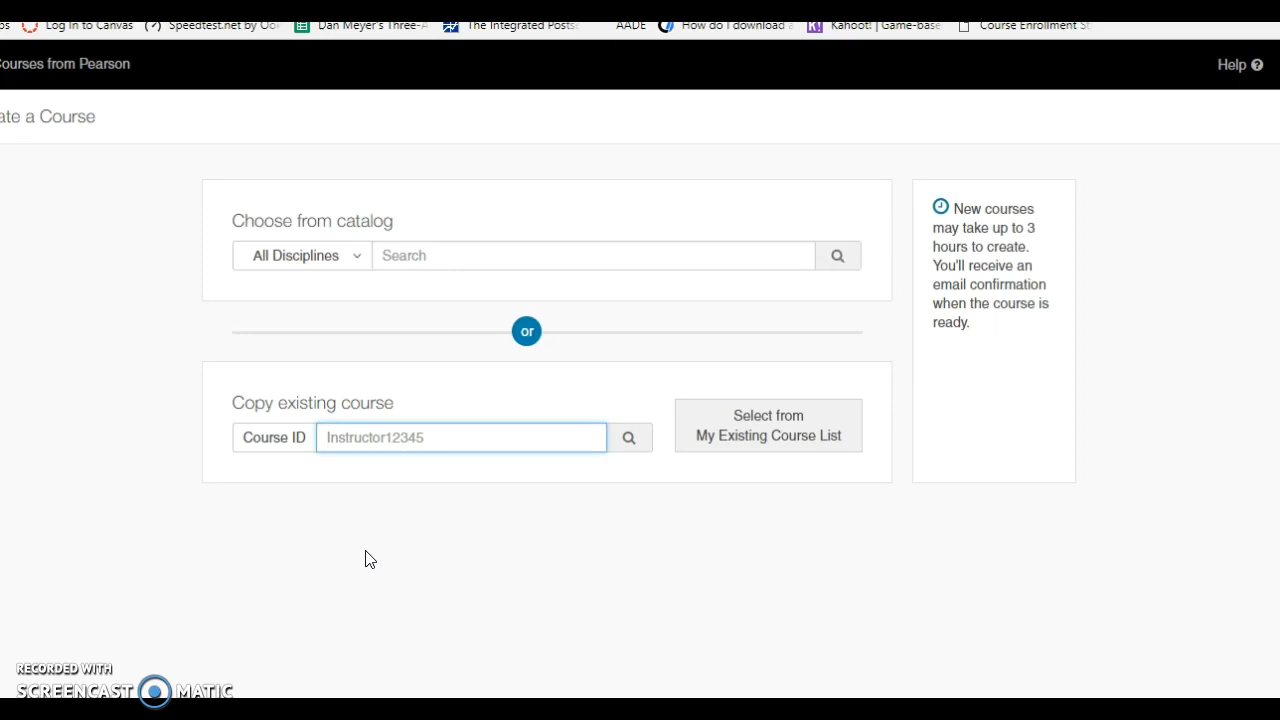 Log In to Canvas Speedtest.net by Dan Meyer's Three- The Integrated Posts AADE How do I download Kahoot! | Game-base Course Enrollment St
Courses from Pearson Help
ate a Course
Choose from catalog
All Disciplines Search
or
Copy existing course
Course ID Instructor12345
Select from
My Existing Course List
New courses
may take up to 3
hours to create.
You'll receive an
email confirmation
when the course is
ready.
RECORDED WITH
SCREENCAST MATIC